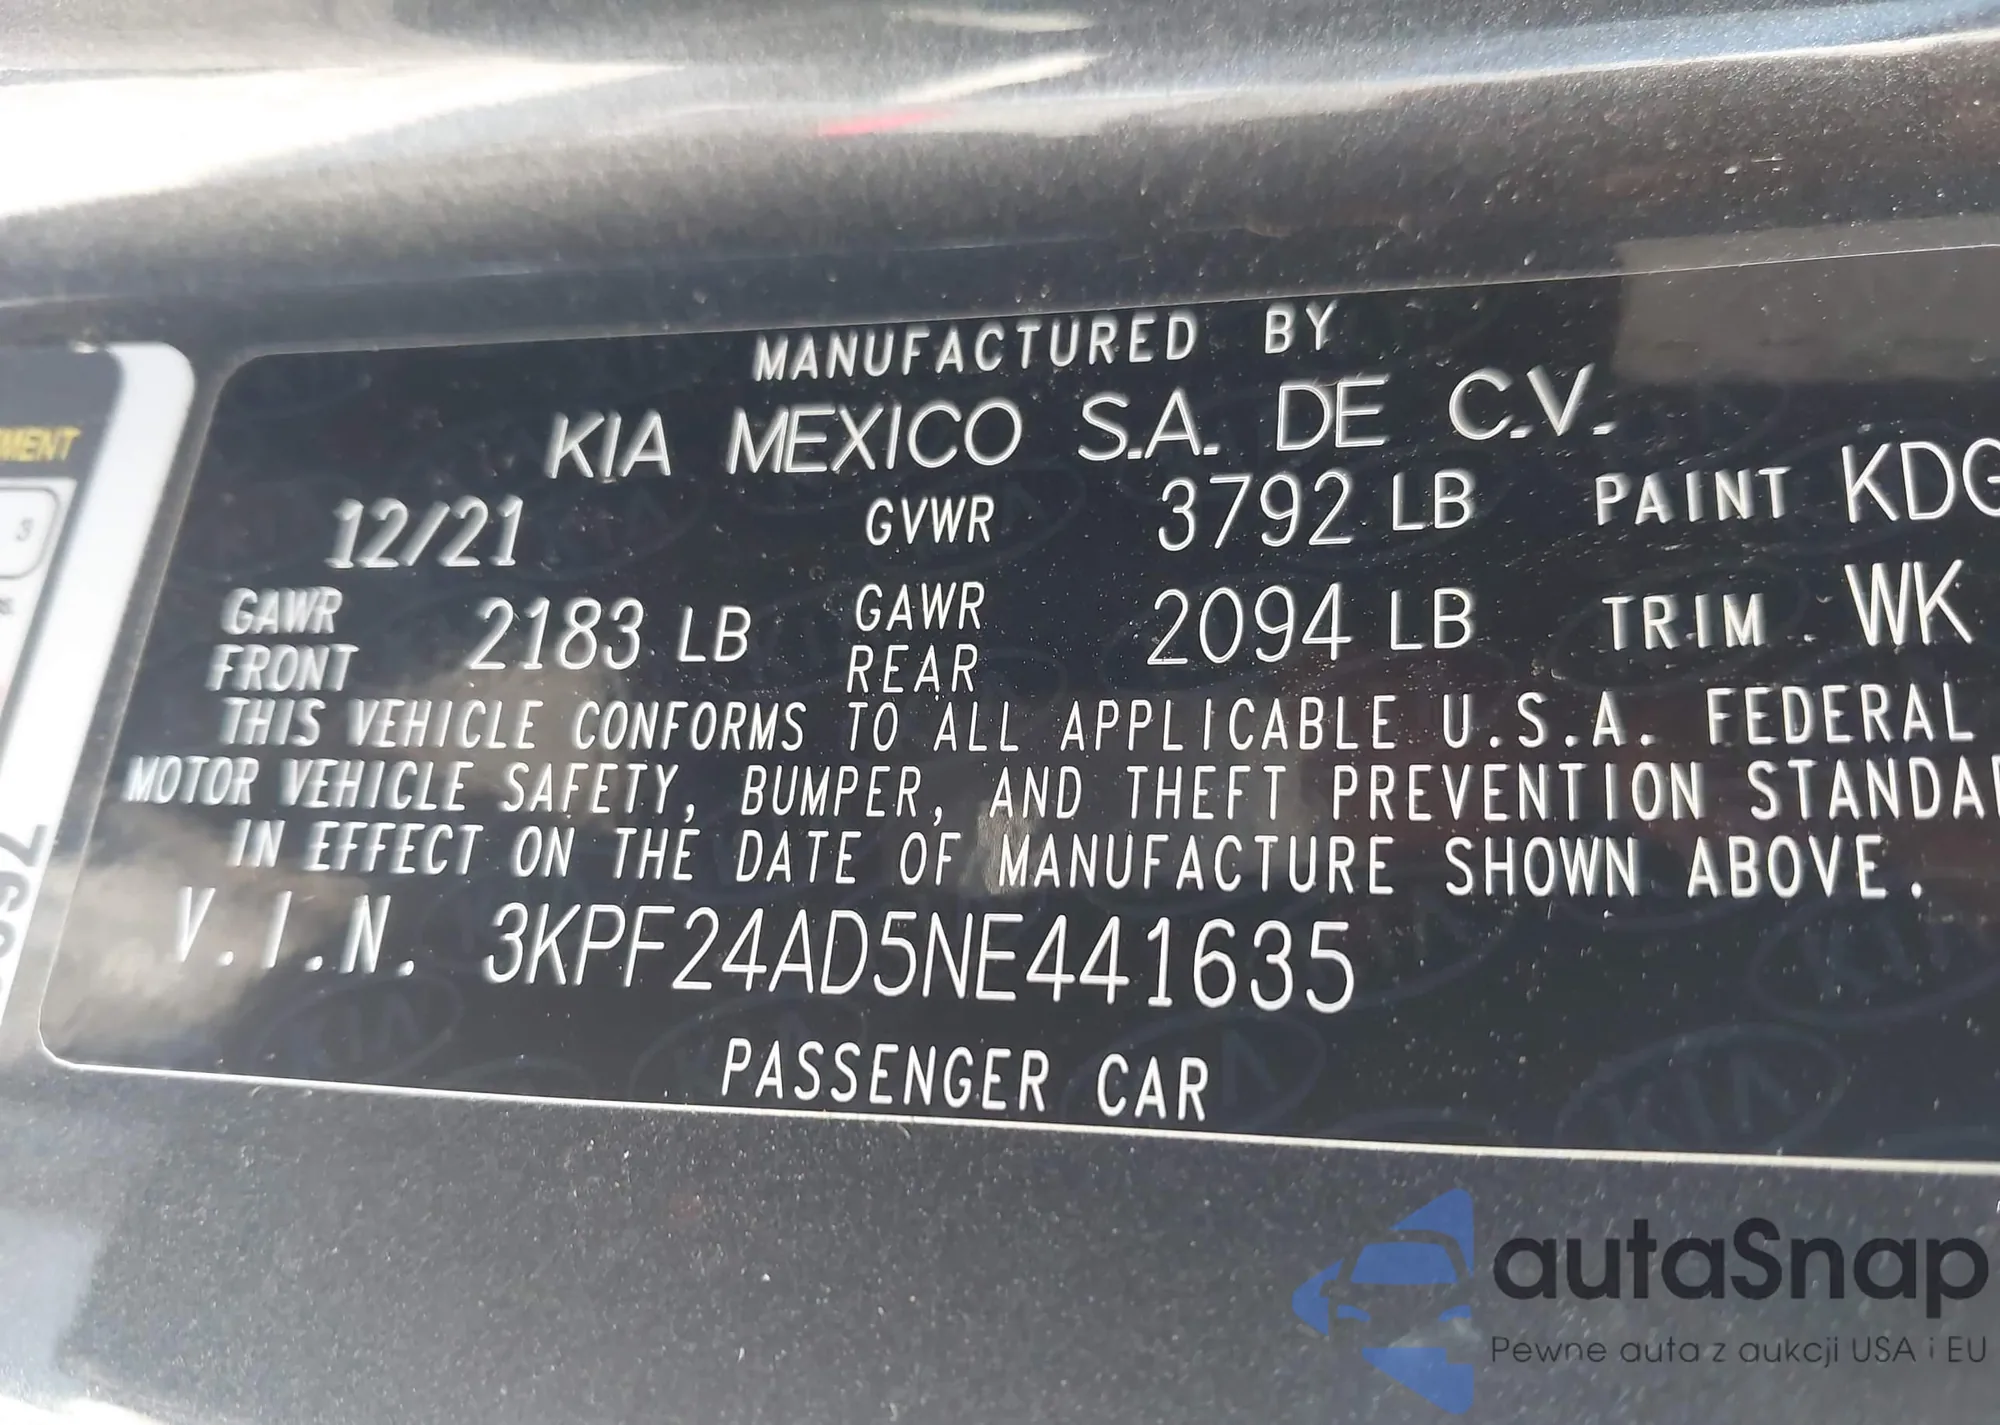 MANUFACTURED BY
KIA MEXICO S.A. DE C.V.
12/21 GVWR 3792 LB PAINT KDG
GAWR FRONT 2183 LB GAWR REAR 2094 LB TRIM WK
THIS VEHICLE CONFORMS TO ALL APPLICABLE U.S.A. FEDERAL
MOTOR VEHICLE SAFETY, BUMPER, AND THEFT PREVENTION STANDA
IN EFFECT ON THE DATE OF MANUFACTURE SHOWN ABOVE.
V.I.N. 3KPF24AD5NE441635
PASSENGER CAR
3
autaSnap
Pewne auta z aukcji USA i EU